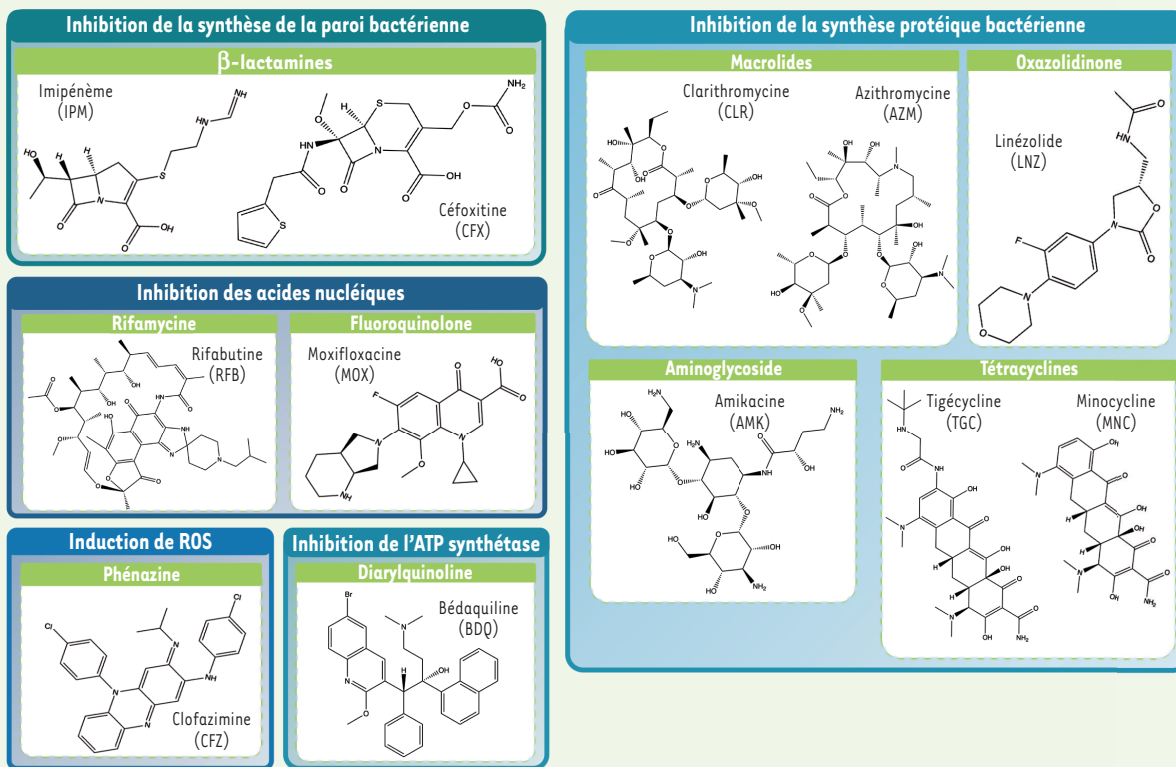 Inhibition de la synthèse de la paroi bactérienne
β-lactamines
Imipénème
(IPM)
Céfoxitine
(CFX)
Inhibition de la synthèse protéique bactérienne
Macrolides
Clarithromycine
(CLR)
Azithromycine
(AZM)
Oxazolidinone
Linézolide
(LNZ)
Inhibition des acides nucléiques
Rifamycine
Rifabutine
(RFB)
Fluoroquinolone
Moxifloxacine
(MOX)
Aminoglycoside
Amikacine
(AMK)
Tétracyclines
Tigécycline
(TGC)
Minocycline
(MNC)
Induction de ROS
Phénazine
Clofazimine
(CFZ)
Inhibition de l'ATP synthétase
Diarylquinoline
Bédaquiline
(BDQ)